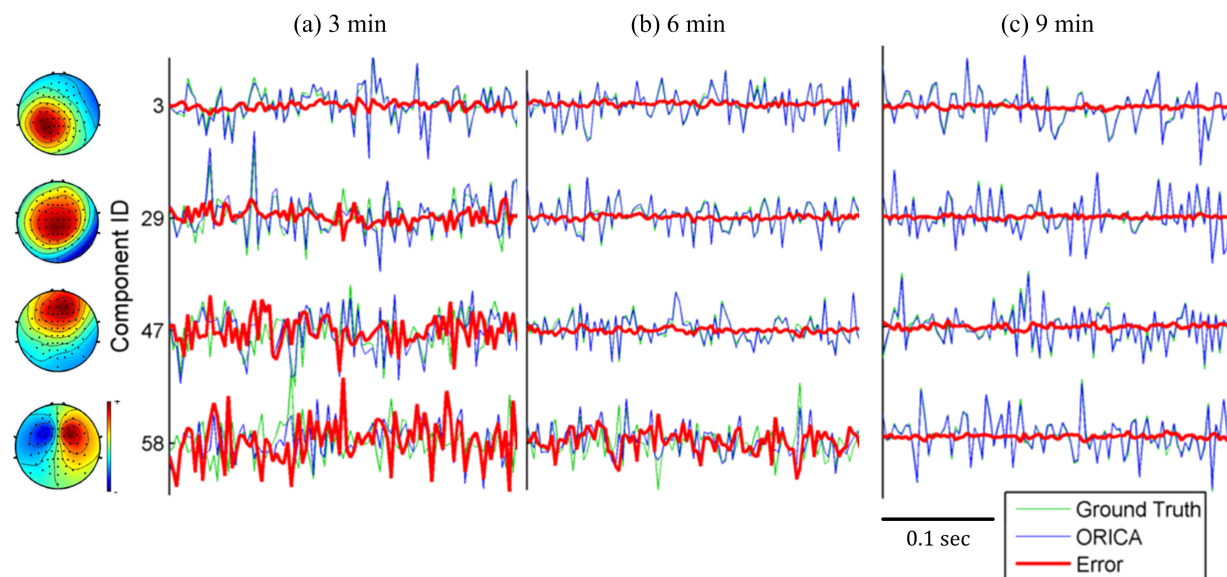 (a) 3 min
(b) 6 min
(c) 9 min
Component ID
3
29
47
58
+
-
0.1 sec
Ground Truth
ORICA
Error